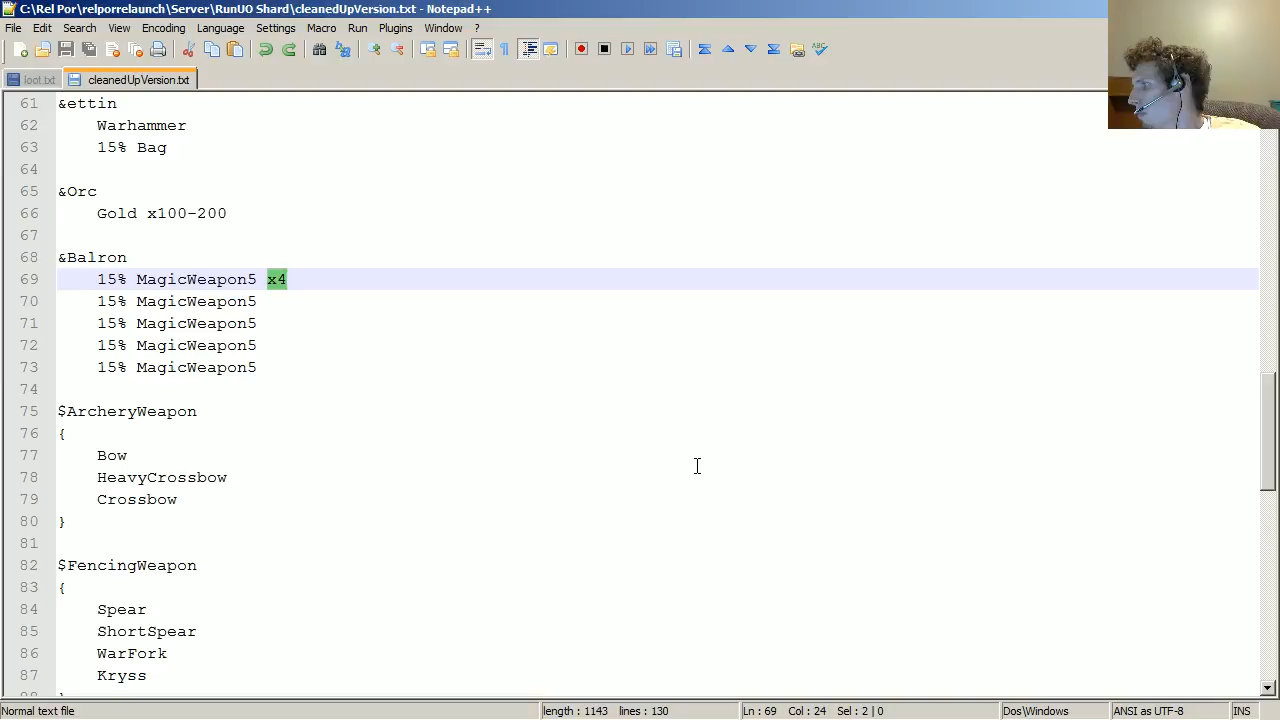 C:\Rel Por\relporrelaunch\Server\RunUO Shard\cleanedUpVersion.txt - Notepad++
File Edit Search View Encoding Language Settings Macro Run Plugins Window ?
loot.txt cleanedUpVersion.txt
61 &ettin
62 Warhammer
63 15% Bag
64
65 &Orc
66 Gold x100-200
67
68 &Balron
69 15% MagicWeapon5 x4
70 15% MagicWeapon5
71 15% MagicWeapon5
72 15% MagicWeapon5
73 15% MagicWeapon5
74
75 $ArcheryWeapon
76 {
77 Bow
78 HeavyCrossbow
79 Crossbow
80 }
81
82 $FencingWeapon
83 {
84 Spear
85 ShortSpear
86 WarFork
87 Kryss
Normal text file length : 1143 lines : 130 Ln : 69 Col : 24 Sel : 2 | 0 Dos\Windows ANSI as UTF-8 INS